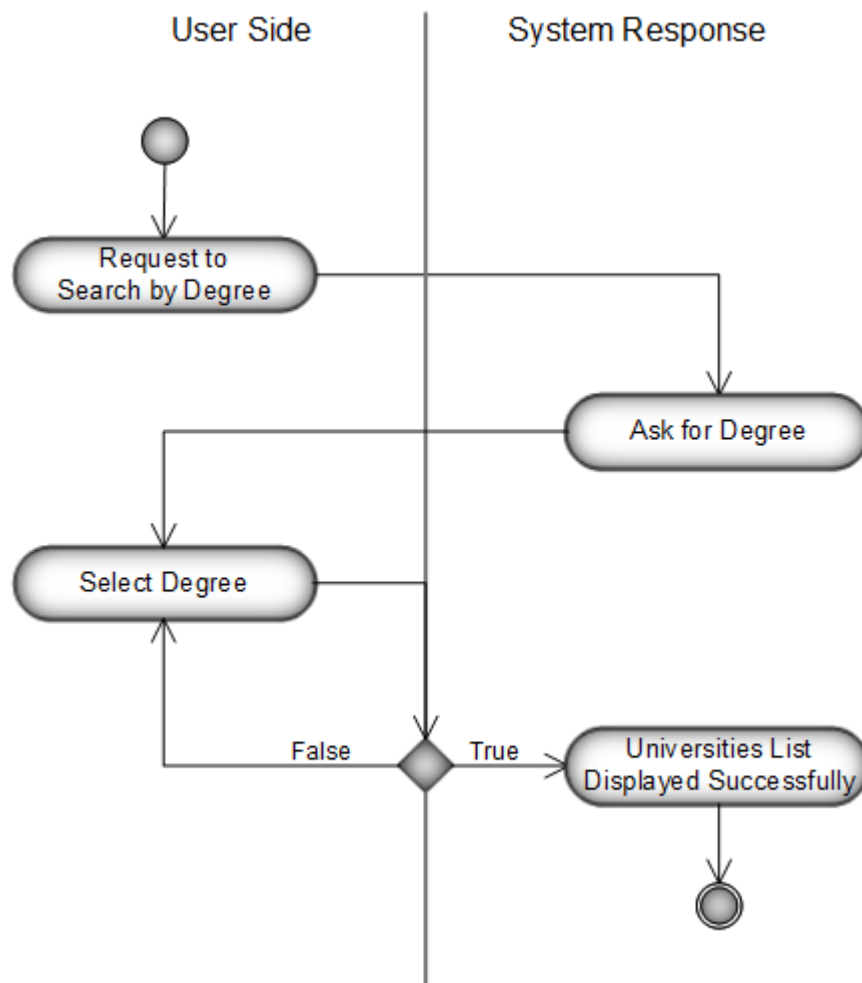 User Side
System Response
Request to
Search by Degree
Ask for Degree
Select Degree
False
True
Universities List
Displayed Successfully